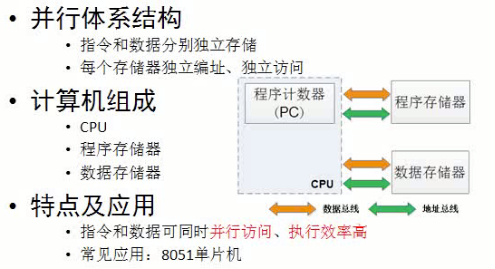 • 并行体系结构
• 指令和数据分别独立存储
• 每个存储器独立编址、独立访问
• 计算机组成
• CPU
• 程序存储器
• 数据存储器
程序计数器
(PC)
CPU
程序存储器
数据存储器
数据总线
地址总线
• 特点及应用
• 指令和数据可同时并行访问、执行效率高
• 常见应用：8051单片机